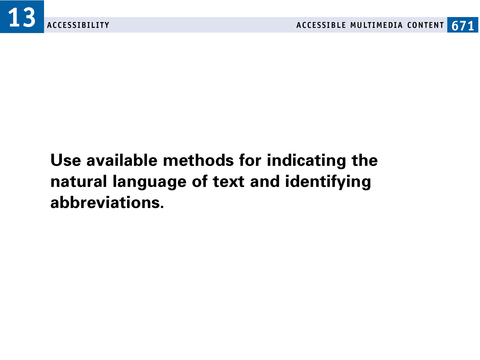 13 ACCESSIBILITY ACCESSIBLE MULTIMEDIA CONTENT 671
Use available methods for indicating the
natural language of text and identifying
abbreviations.